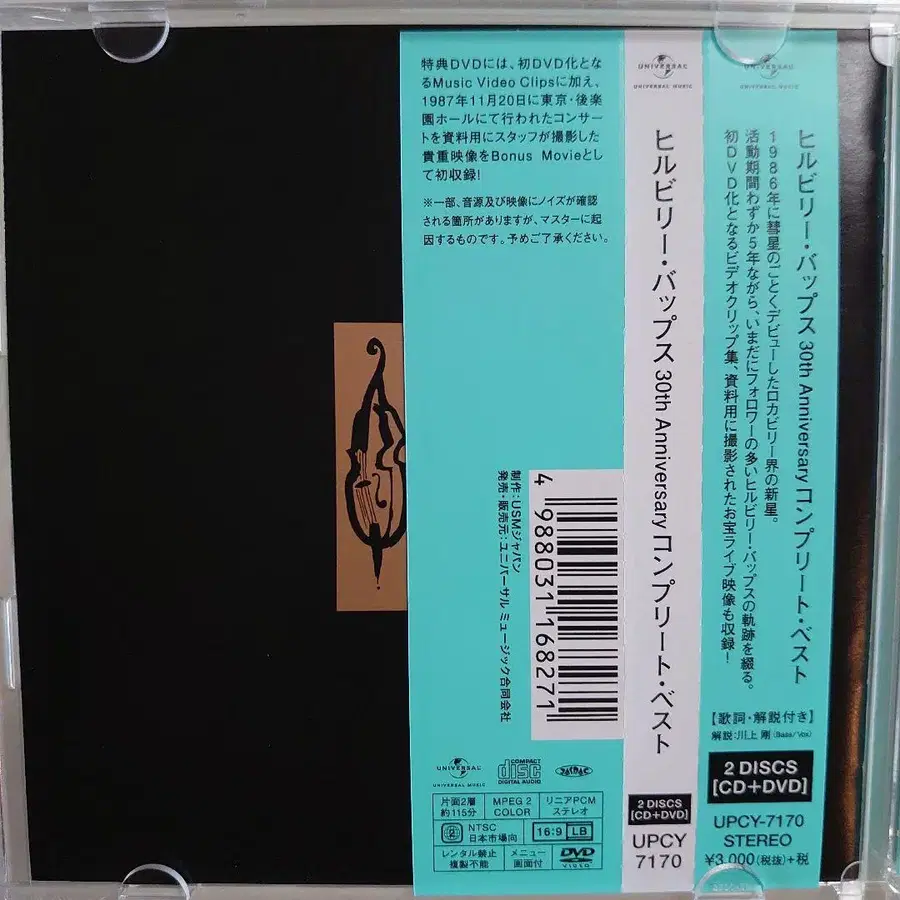 特典DVDには、初DVD化とな
るMusic Video Clipsに加え、
1987年11月20日に東京・後楽
園ホールにて行われたコンサー
トを資料用にスタッフが撮影した
貴重映像をBonus Movieとし
て初収録!
※一部、音源及び映像にノイズが確認
される箇所がありますが、マスターに起
因するものです。予めご了承ください。
制作:USMジャパン
発売・販売元:ユニバーサル ミュージック合同会社
4 988031 168271
UNIVERSAL
UNIVERSAL MUSIC
COMPACT
disc
DIGITAL AUDIO
片面2層
約115分
MPEG 2
COLOR
リニアPCM
ステレオ
2
NTSC
日本市場向
16:9 LB
レンタル禁止
複製不能
メニュー
画面付
DVD
VIDEO
UNIVERSAL
UNIVERSAL MUSIC
ヒルビリー・バップス 30th Anniversary コンプリート・ベスト
2 DISCS
[CD+DVD]
UPCY
7170
UNIVERSAL
UNIVERSAL MUSIC
ヒルビリー・バップス 30th Anniversary コンプリート・ベスト
1986年に彗星のごとくデビューしたロカビリー界の新星。
活動期間わずか5年ながら、いまだにフォロワーの多いヒルビリー・バップスの軌跡を綴る。
初DVD化となるビデオクリップ集、資料用に撮影されたお宝ライブ映像も収録!
【歌詞・解説付き】
解説:川上 剛(Bass/Vox)
2 DISCS
[CD+DVD]
UPCY-7170
STEREO
¥3,000(税抜)+税